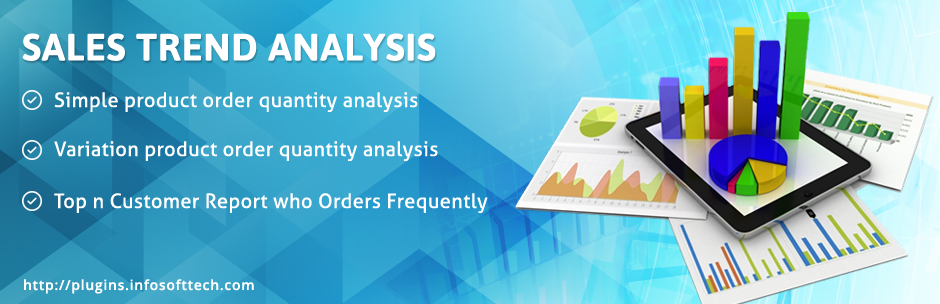 SALES TREND ANALYSIS
Simple product order quantity analysis
Variation product order quantity analysis
Top n Customer Report who Orders Frequently
http://plugins.infosofttech.com